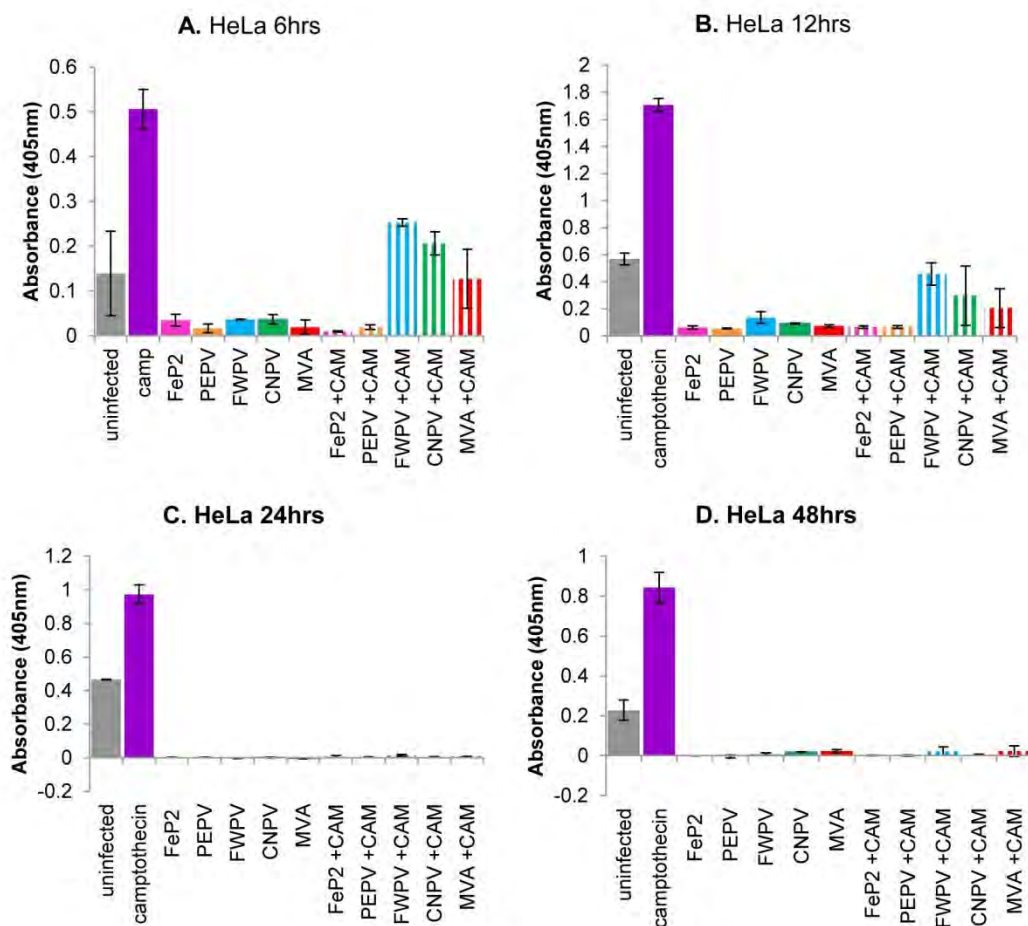 A. HeLa 6hrs
Absorbance (405nm)
0.6
0.5
0.4
0.3
0.2
0.1
0
uninfected
camp
FeP2
PEPV
FWPV
CNPV
MVA
FeP2 +CAM
PEPV +CAM
FWPV +CAM
CNPV +CAM
MVA +CAM
B. HeLa 12hrs
Absorbance (405nm)
2
1.8
1.6
1.4
1.2
1
0.8
0.6
0.4
0.2
0
uninfected
camptothecin
FeP2
PEPV
FWPV
CNPV
MVA
FeP2 +CAM
PEPV +CAM
FWPV +CAM
CNPV +CAM
MVA +CAM
C. HeLa 24hrs
Absorbance (405nm)
1.2
1
0.8
0.6
0.4
0.2
0
-0.2
uninfected
camptothecin
FeP2
PEPV
FWPV
CNPV
MVA
FeP2 +CAM
PEPV +CAM
FWPV +CAM
CNPV +CAM
MVA +CAM
D. HeLa 48hrs
Absorbance (405nm)
1
0.8
0.6
0.4
0.2
0
-0.2
uninfected
camptothecin
FeP2
PEPV
FWPV
CNPV
MVA
FeP2 +CAM
PEPV +CAM
FWPV +CAM
CNPV +CAM
MVA +CAM